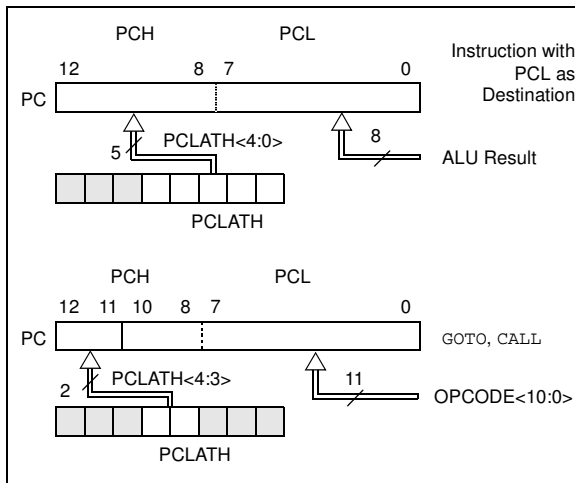 PCH PCL
12 8 7 0
Instruction with
PCL as
Destination
PC
PCLATH<4:0>
5
8
ALU Result
PCLATH
PCH PCL
12 11 10 8 7 0
PC
GOTO, CALL
PCLATH<4:3>
2
11
OPCODE<10:0>
PCLATH